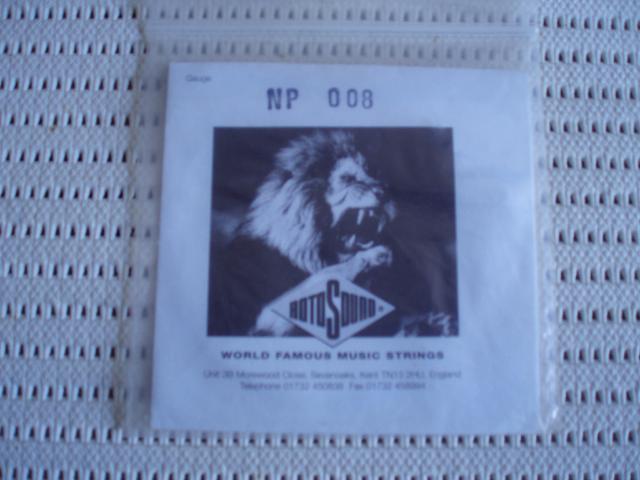 Gauge
NP 008
ROTOSOUND®
WORLD FAMOUS MUSIC STRINGS
Unit 3B Morewood Close, Sevenoaks, Kent TN13 2HU, England
Telephone 01732 450838 Fax 01732 458994